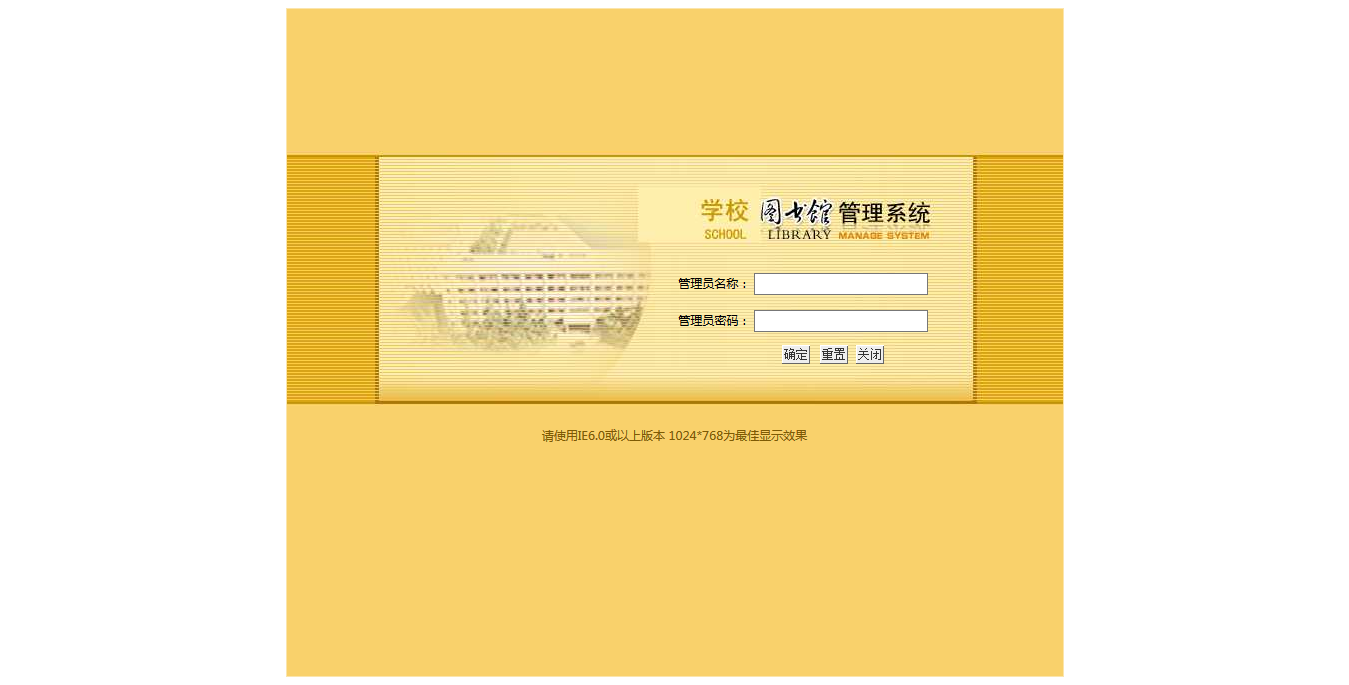 学校 图书馆 管理系统
SCHOOL LIBRARY MANAGE SYSTEM
管理员名称：
管理员密码：
确定 重置 关闭
请使用IE6.0或以上版本 1024*768为最佳显示效果